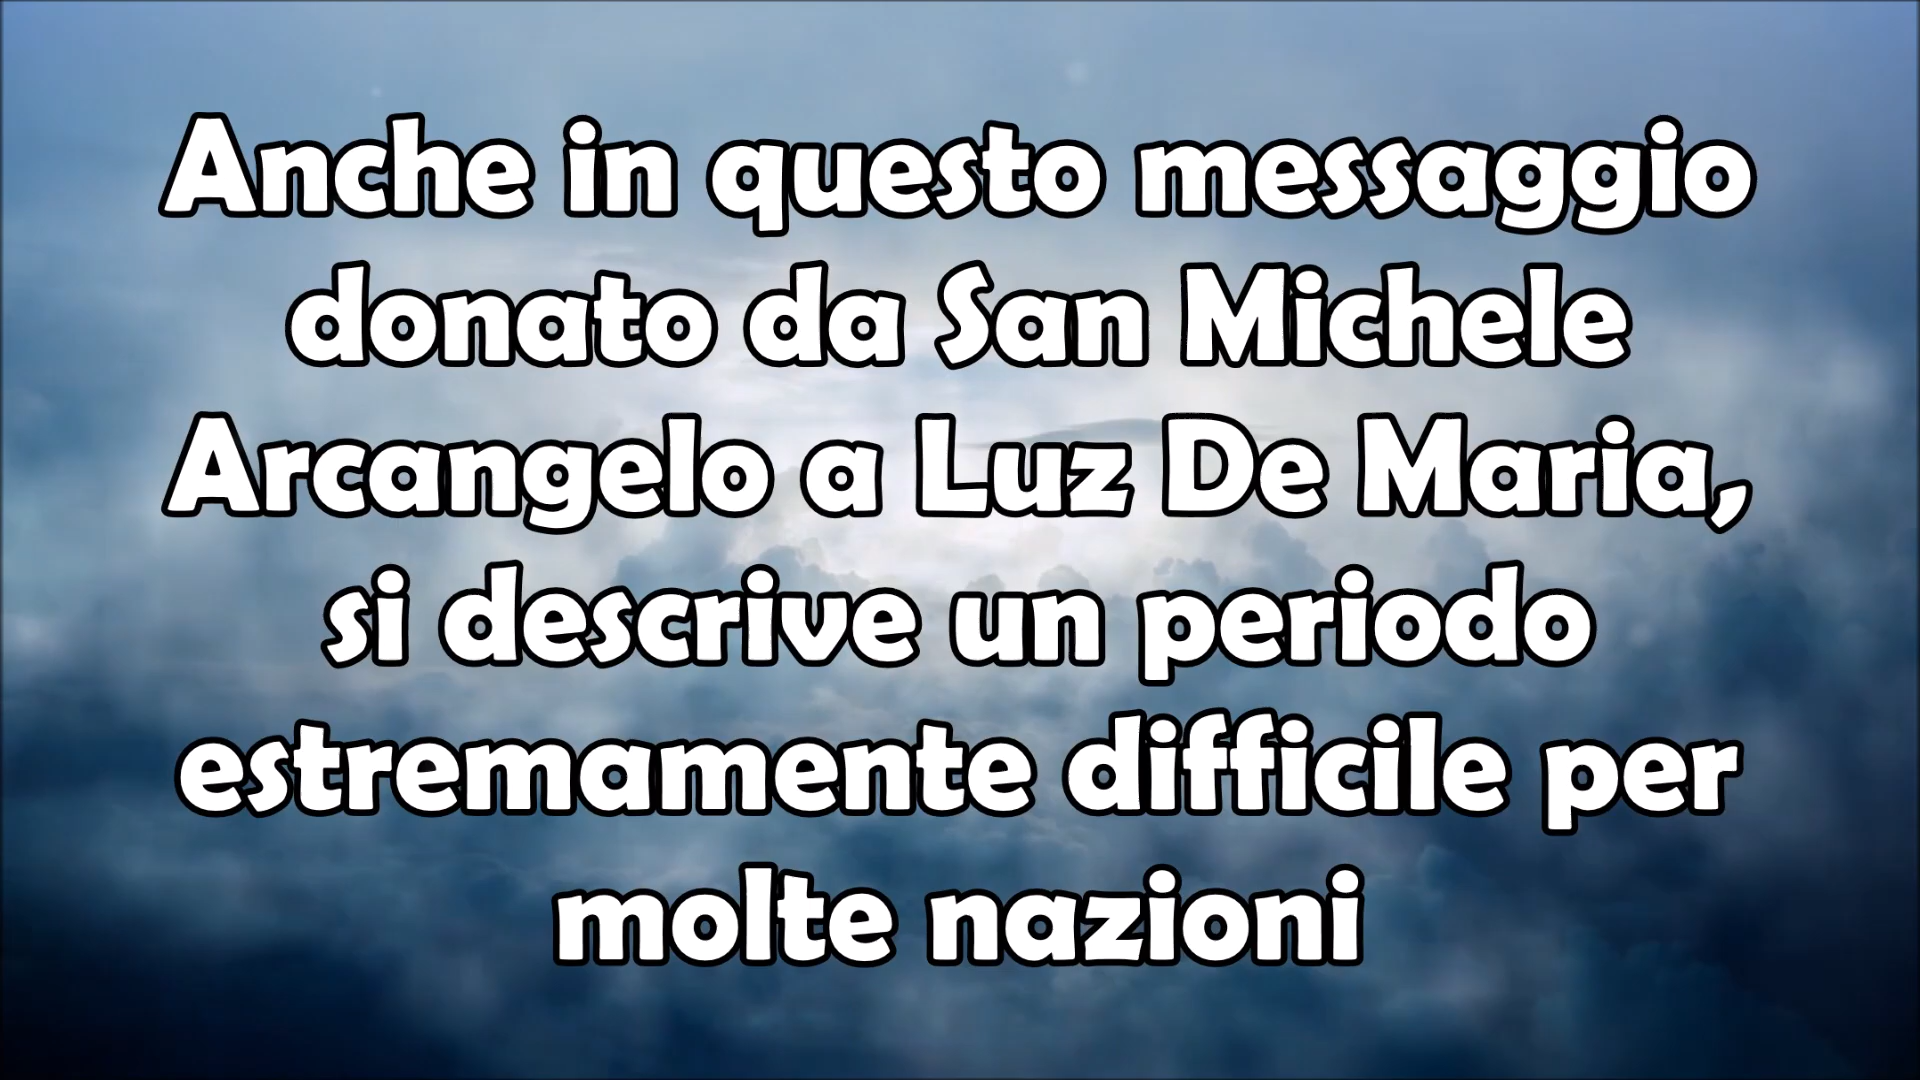 Anche in questo messaggio
donato da San Michele
Arcangelo a Luz De Maria,
si descrive un periodo
estremamente difficile per
molte nazioni